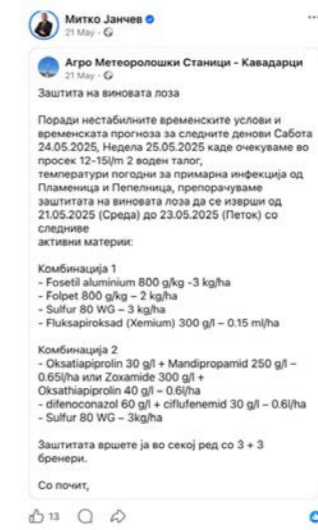 Митко Јанчев
21 May
Агро Метеоролошки Станици - Кавадарци
21 May
Заштита на виновата лоза
Поради нестабилните временските услови и
временската прогноза за следните денови Сабота
24.05.2025, Недела 25.05.2025 каде очекуваме во
просек 12-15l/m 2 воден талог,
температури погодни за примарна инфекција од
Пламеница и Пепелница, препорачуваме
заштитата на виновата лоза да се изврши од
21.05.2025 (Среда) до 23.05.2025 (Петок) со
следниве
активни материи:
Комбинација 1
- Fosetil aluminium 800 g/kg -3 kg/ha
- Folpet 800 g/kg – 2 kg/ha
- Sulfur 80 WG – 3 kg/ha
- Fluksapiroksad (Xemium) 300 g/l – 0.15 ml/ha
Комбинација 2
- Oksatiapiprolin 30 g/l + Mandipropamid 250 g/l –
0.65l/ha или Zoxamide 300 g/l +
Oksathiapiprolin 40 g/l – 0.6l/ha
- difenoconazol 60 g/l + ciflufenemid 30 g/l – 0.6l/ha
- Sulfur 80 WG – 3kg/ha
Заштитата вршете ја во секој ред со 3 + 3
бренери.
Со почит,
13